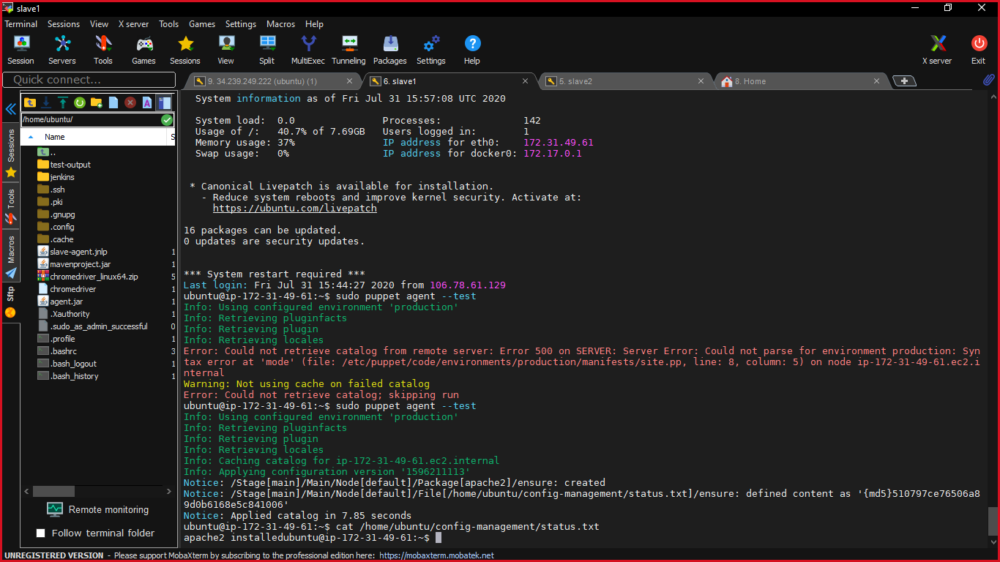 slave1
Terminal Sessions View X server Tools Games Settings Macros Help
Session Servers Tools Games Sessions View Split MultiExec Tunneling Packages Settings Help X server Exit
Quick connect...
9. 34.239.249.222 (ubuntu) (1)
6. slave1
5. slave2
8. Home
Sessions
Tools
Macros
Sftp
/home/ubuntu/
Name S
..
test-output
jenkins
.ssh
.pki
.gnupg
.config
.cache
slave-agent.jnlp 1
mavenproject.jar 1
chromedriver_linux64.zip 5
chromedriver 1
agent.jar 1
.Xauthority 1
.sudo_as_admin_successful 0
.profile 1
.bashrc 3
.bash_logout 1
.bash_history 1
Remote monitoring
Follow terminal folder
System information as of Fri Jul 31 15:57:08 UTC 2020
System load: 0.0 Processes: 142
Usage of /: 40.7% of 7.69GB Users logged in: 1
Memory usage: 37% IP address for eth0: 172.31.49.61
Swap usage: 0% IP address for docker0: 172.17.0.1
* Canonical Livepatch is available for installation.
- Reduce system reboots and improve kernel security. Activate at:
https://ubuntu.com/livepatch
16 packages can be updated.
0 updates are security updates.
*** System restart required ***
Last login: Fri Jul 31 15:44:27 2020 from 106.78.61.129
ubuntu@ip-172-31-49-61:~$ sudo puppet agent --test
Info: Using configured environment 'production'
Info: Retrieving pluginfacts
Info: Retrieving plugin
Info: Retrieving locales
Error: Could not retrieve catalog from remote server: Error 500 on SERVER: Server Error: Could not parse for environment production: Syn
tax error at 'mode' (file: /etc/puppet/code/environments/production/manifests/site.pp, line: 8, column: 5) on node ip-172-31-49-61.ec2.i
nternal
Warning: Not using cache on failed catalog
Error: Could not retrieve catalog; skipping run
ubuntu@ip-172-31-49-61:~$ sudo puppet agent --test
Info: Using configured environment 'production'
Info: Retrieving pluginfacts
Info: Retrieving plugin
Info: Retrieving locales
Info: Caching catalog for ip-172-31-49-61.ec2.internal
Info: Applying configuration version '1596211113'
Notice: /Stage[main]/Main/Node[default]/Package[apache2]/ensure: created
Notice: /Stage[main]/Main/Node[default]/File[/home/ubuntu/config-management/status.txt]/ensure: defined content as '{md5}510797ce76506a8
9d0b6168e5c841006'
Notice: Applied catalog in 7.85 seconds
ubuntu@ip-172-31-49-61:~$ cat /home/ubuntu/config-management/status.txt
apache2 installedubuntu@ip-172-31-49-61:~$
UNREGISTERED VERSION - Please support MobaXterm by subscribing to the professional edition here: https://mobaxterm.mobatek.net